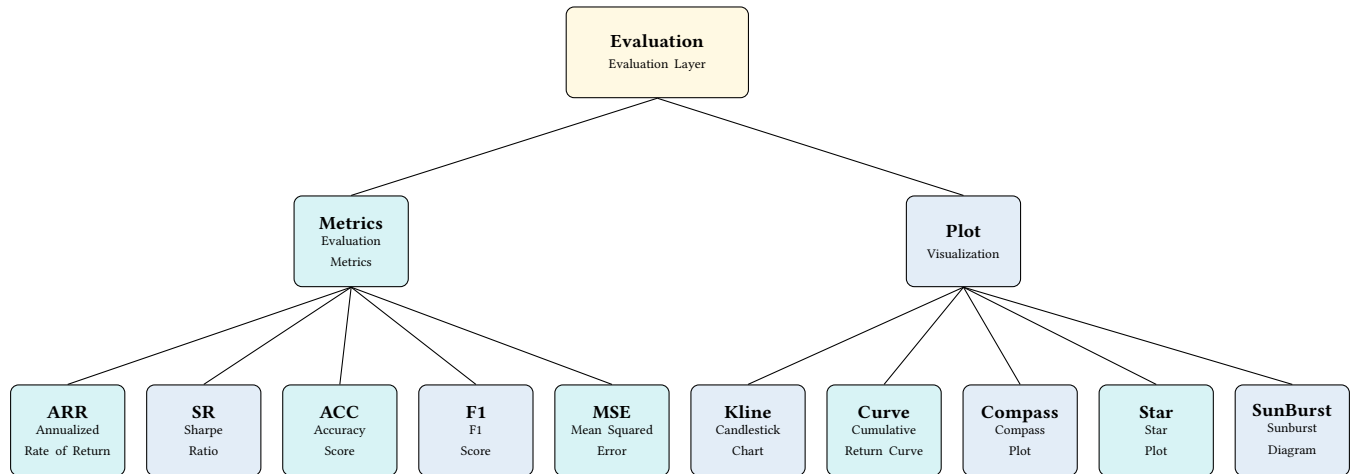 Evaluation
Evaluation Layer
Metrics
Evaluation
Metrics
Plot
Visualization
ARR
Annualized
Rate of Return
SR
Sharpe
Ratio
ACC
Accuracy
Score
F1
F1
Score
MSE
Mean Squared
Error
Kline
Candlestick
Chart
Curve
Cumulative
Return Curve
Compass
Compass
Plot
Star
Star
Plot
SunBurst
Sunburst
Diagram